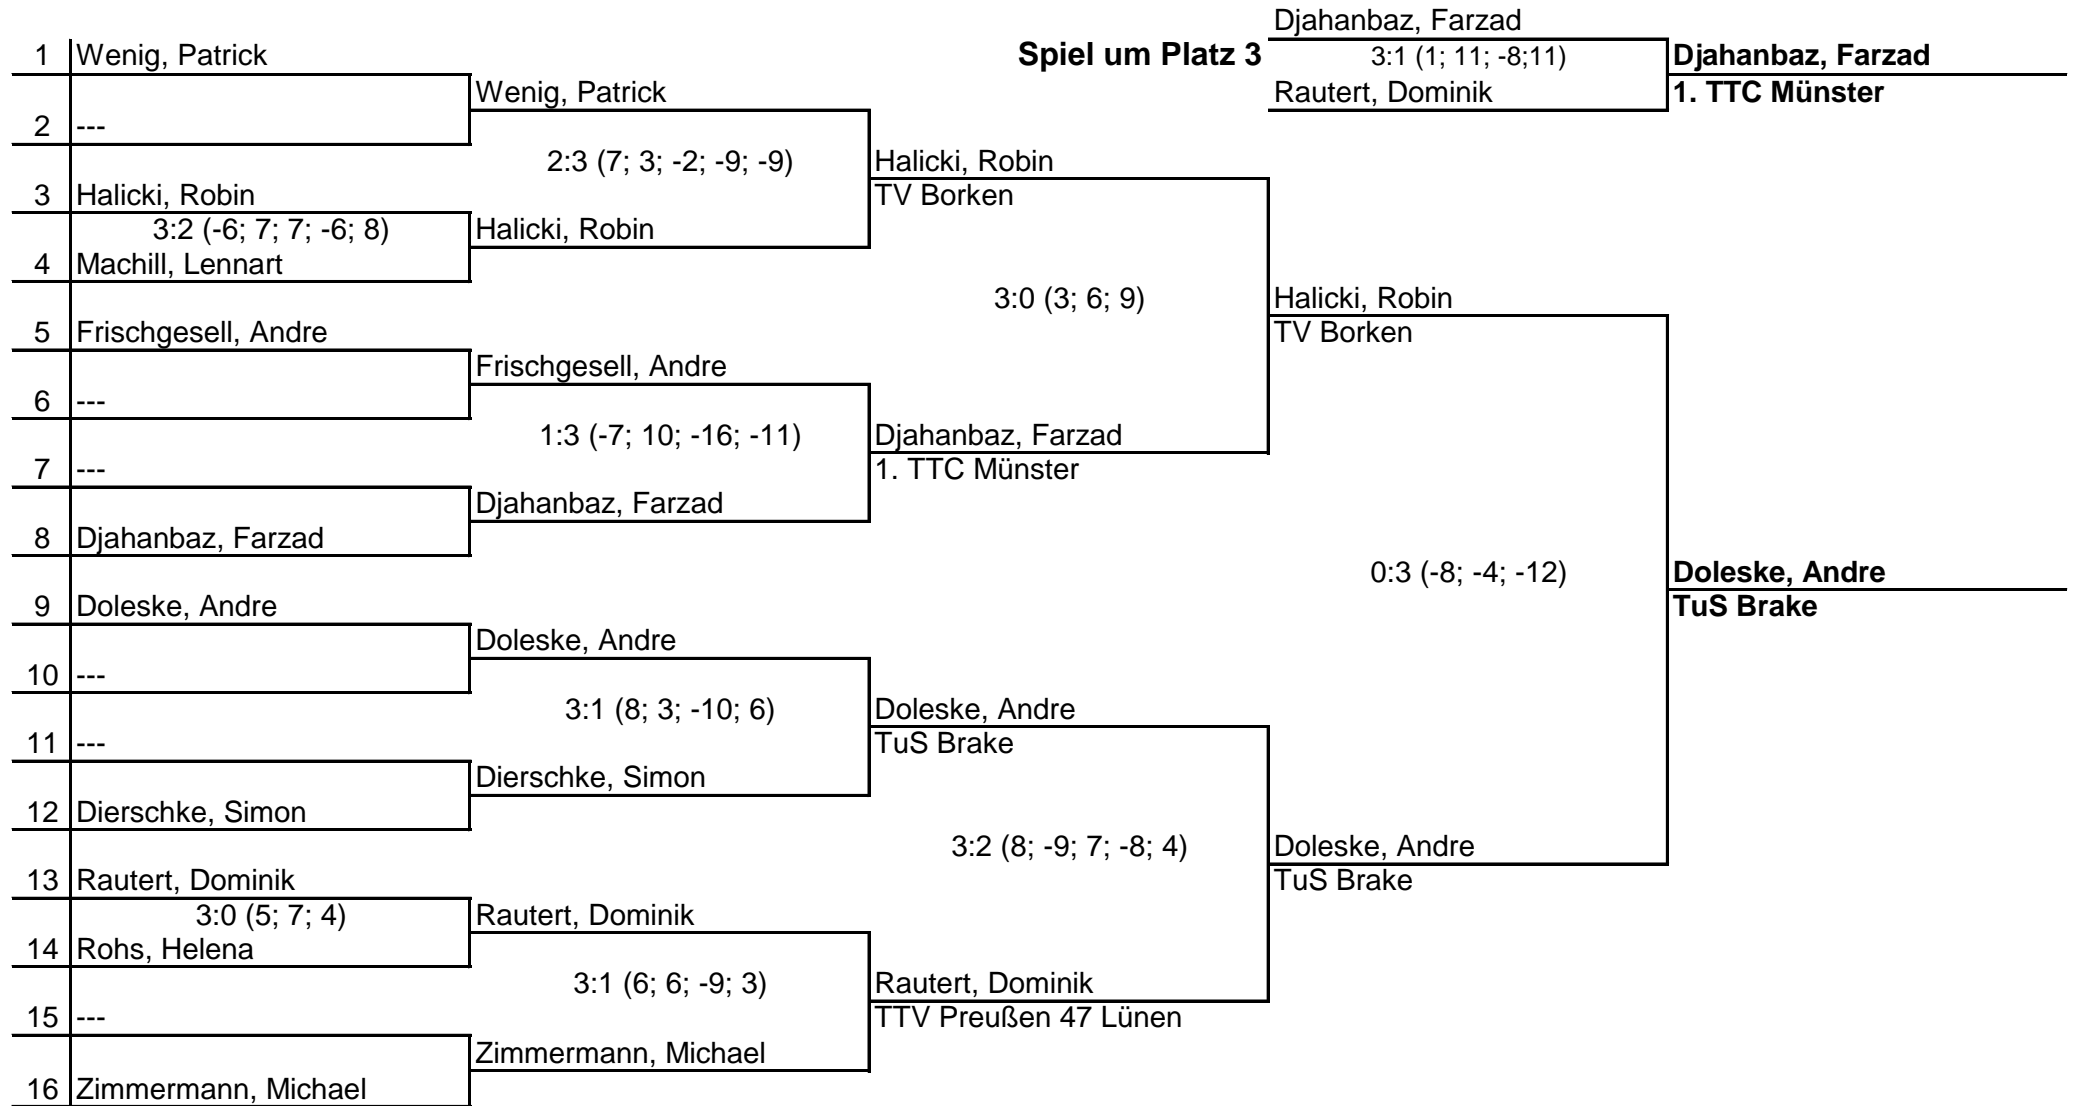 Djahanbaz, Farzad
1 Wenig, Patrick Spiel um Platz 3 3:1 (1; 11; -8;11) Djahanbaz, Farzad
Wenig, Patrick Rautert, Dominik 1. TTC Münster
2 ---
2:3 (7; 3; -2; -9; -9) Halicki, Robin
3 Halicki, Robin TV Borken
3:2 (-6; 7; 7; -6; 8) Halicki, Robin
4 Machill, Lennart
3:0 (3; 6; 9) Halicki, Robin
5 Frischgesell, Andre TV Borken
Frischgesell, Andre
6 ---
1:3 (-7; 10; -16; -11) Djahanbaz, Farzad
7 --- 1. TTC Münster
Djahanbaz, Farzad
8 Djahanbaz, Farzad
0:3 (-8; -4; -12) Doleske, Andre
9 Doleske, Andre TuS Brake
Doleske, Andre
10 ---
3:1 (8; 3; -10; 6) Doleske, Andre
11 --- TuS Brake
Dierschke, Simon
12 Dierschke, Simon
3:2 (8; -9; 7; -8; 4) Doleske, Andre
13 Rautert, Dominik TuS Brake
3:0 (5; 7; 4) Rautert, Dominik
14 Rohs, Helena
3:1 (6; 6; -9; 3) Rautert, Dominik
15 --- TTV Preußen 47 Lünen
Zimmermann, Michael
16 Zimmermann, Michael